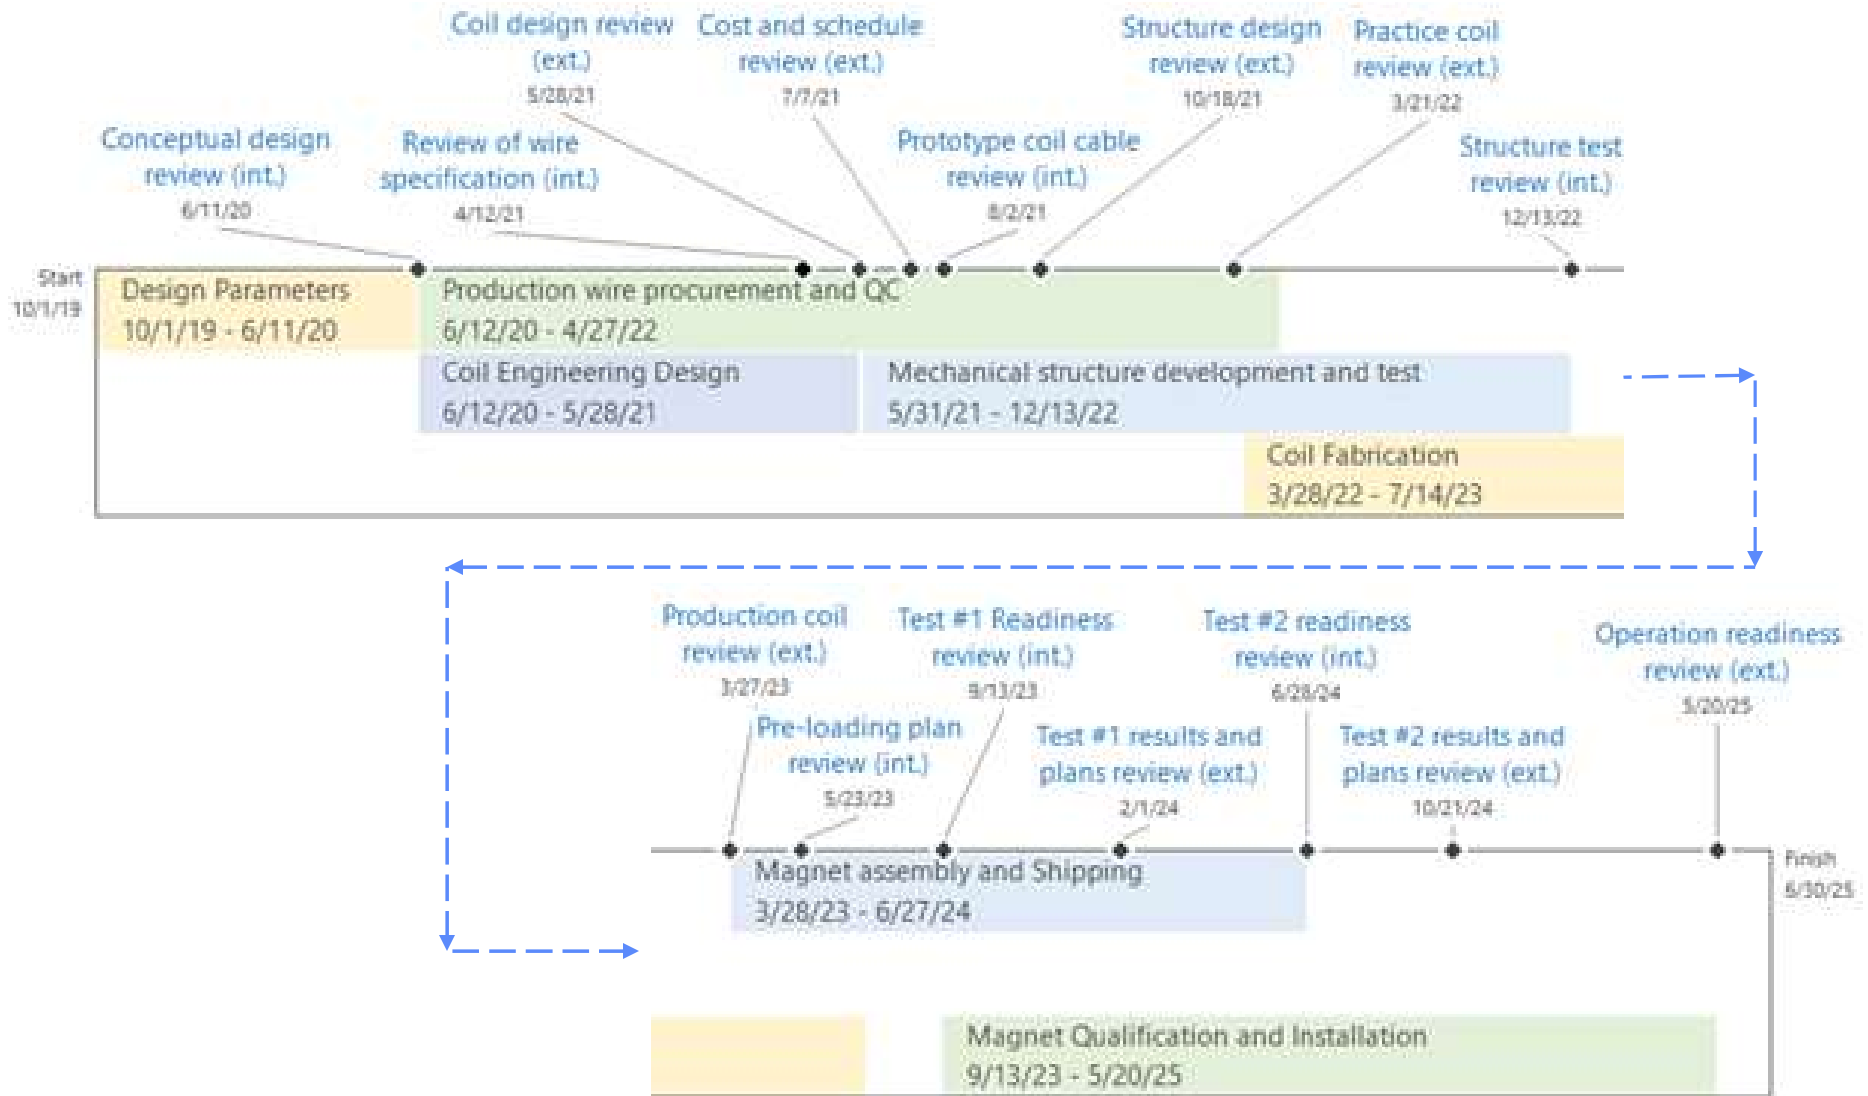 Coil design review
(ext.)
5/28/21
Cost and schedule
review (ext.)
7/7/21
Structure design
review (ext.)
10/18/21
Practice coil
review (ext.)
3/21/22
Conceptual design
review (int.)
6/11/20
Review of wire
specification (int.)
4/12/21
Prototype coil cable
review (int.)
8/2/21
Structure test
review (int.)
12/13/22
Start
10/1/19
Design Parameters
10/1/19 - 6/11/20
Production wire procurement and QC
6/12/20 - 4/27/22
Coil Engineering Design
6/12/20 - 5/28/21
Mechanical structure development and test
5/31/21 - 12/13/22
Coil Fabrication
3/28/22 - 7/14/23
Production coil
review (ext.)
3/27/23
Test #1 Readiness
review (int.)
9/13/23
Test #2 readiness
review (int.)
6/28/24
Operation readiness
review (ext.)
5/20/25
Pre-loading plan
review (int.)
5/23/23
Test #1 results and
plans review (ext.)
2/1/24
Test #2 results and
plans review (ext.)
10/21/24
Finish
6/30/25
Magnet assembly and Shipping
3/28/23 - 6/27/24
Magnet Qualification and Installation
9/13/23 - 5/20/25